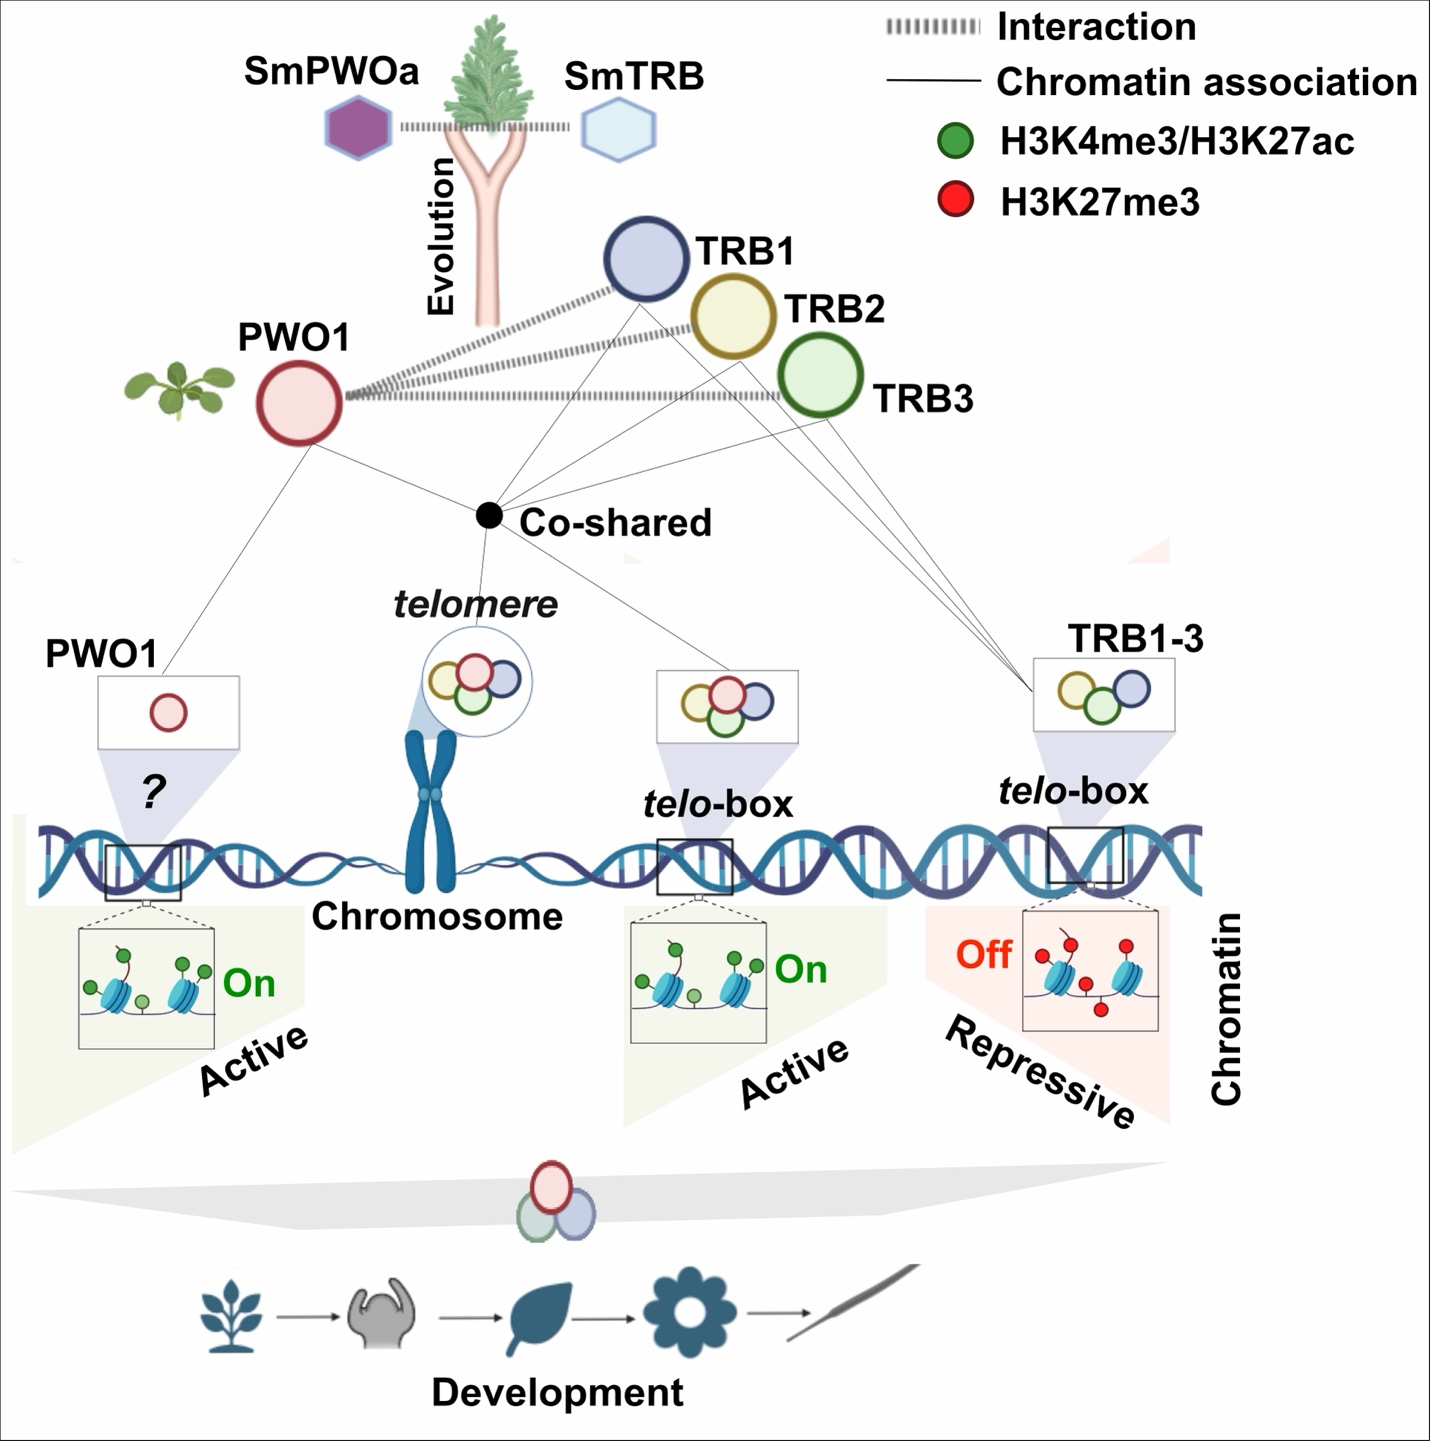 Interaction
Chromatin association
H3K4me3/H3K27ac
H3K27me3
SmPWOa
SmTRB
Evolution
TRB1
TRB2
TRB3
PWO1
Co-shared
telomere
PWO1
TRB1-3
?
telo-box
telo-box
Chromosome
On
On
Off
Active
Active
Repressive
Chromatin
Development